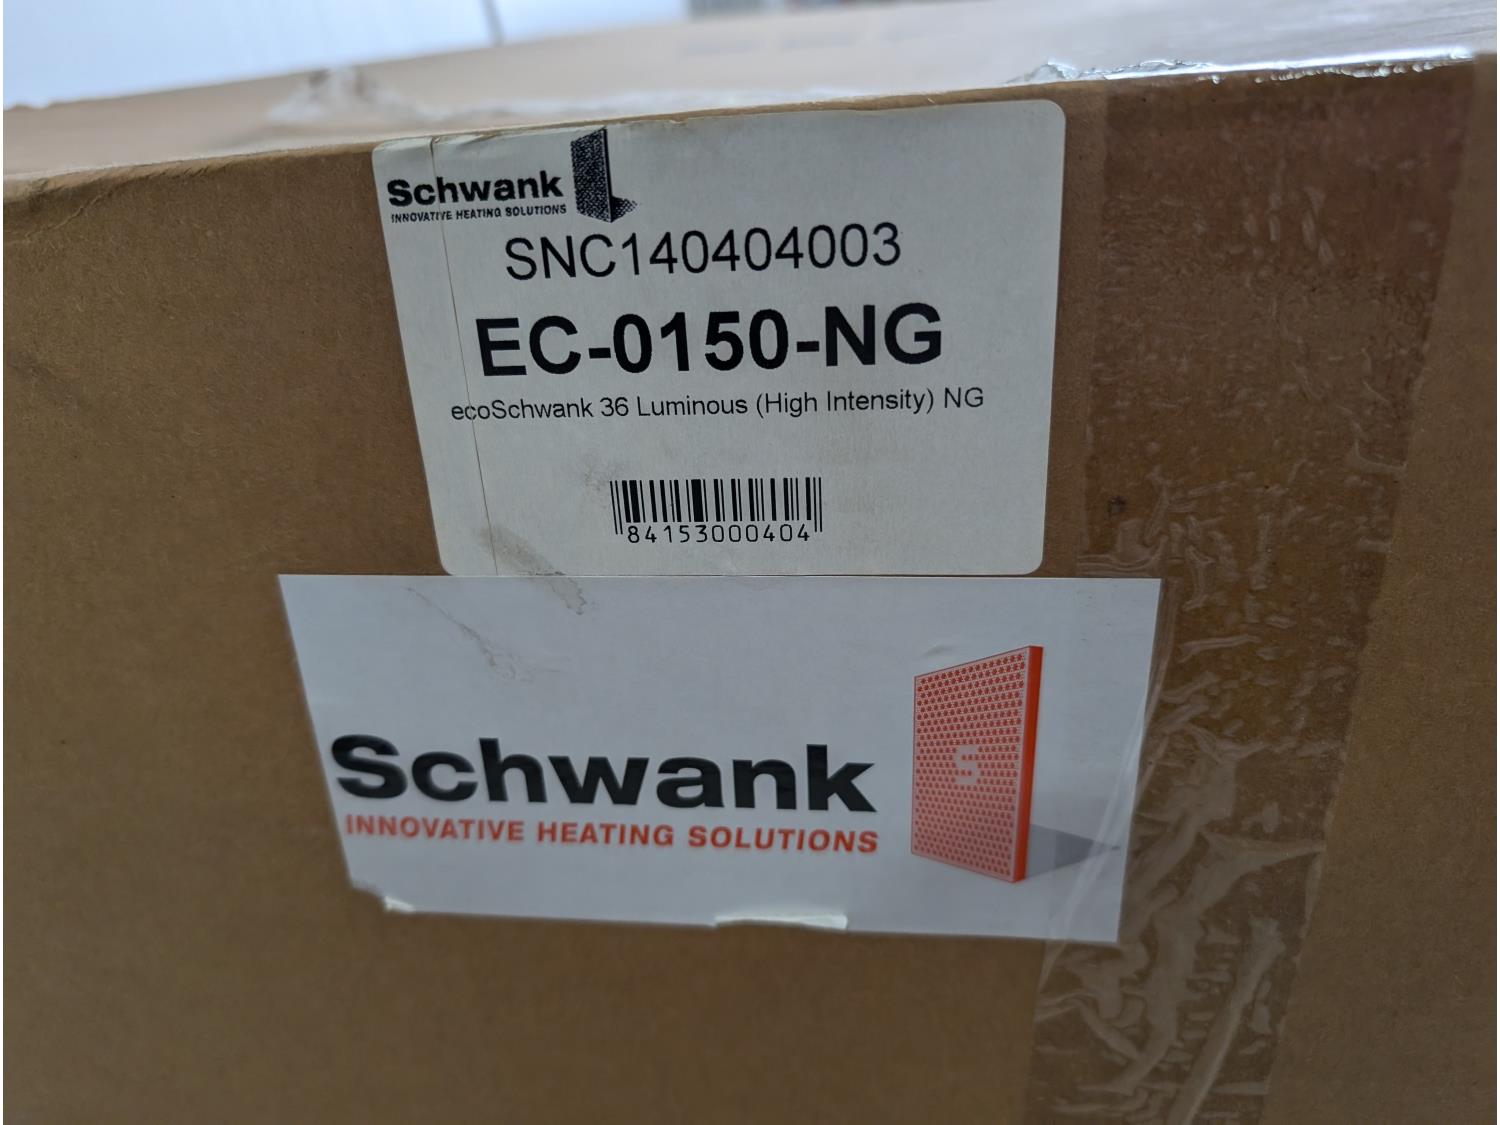 Schwank
INNOVATIVE HEATING SOLUTIONS
SNC140404003
EC-0150-NG
ecoSchwank 36 Luminous (High Intensity) NG
84153000404
Schwank
INNOVATIVE HEATING SOLUTIONS
S